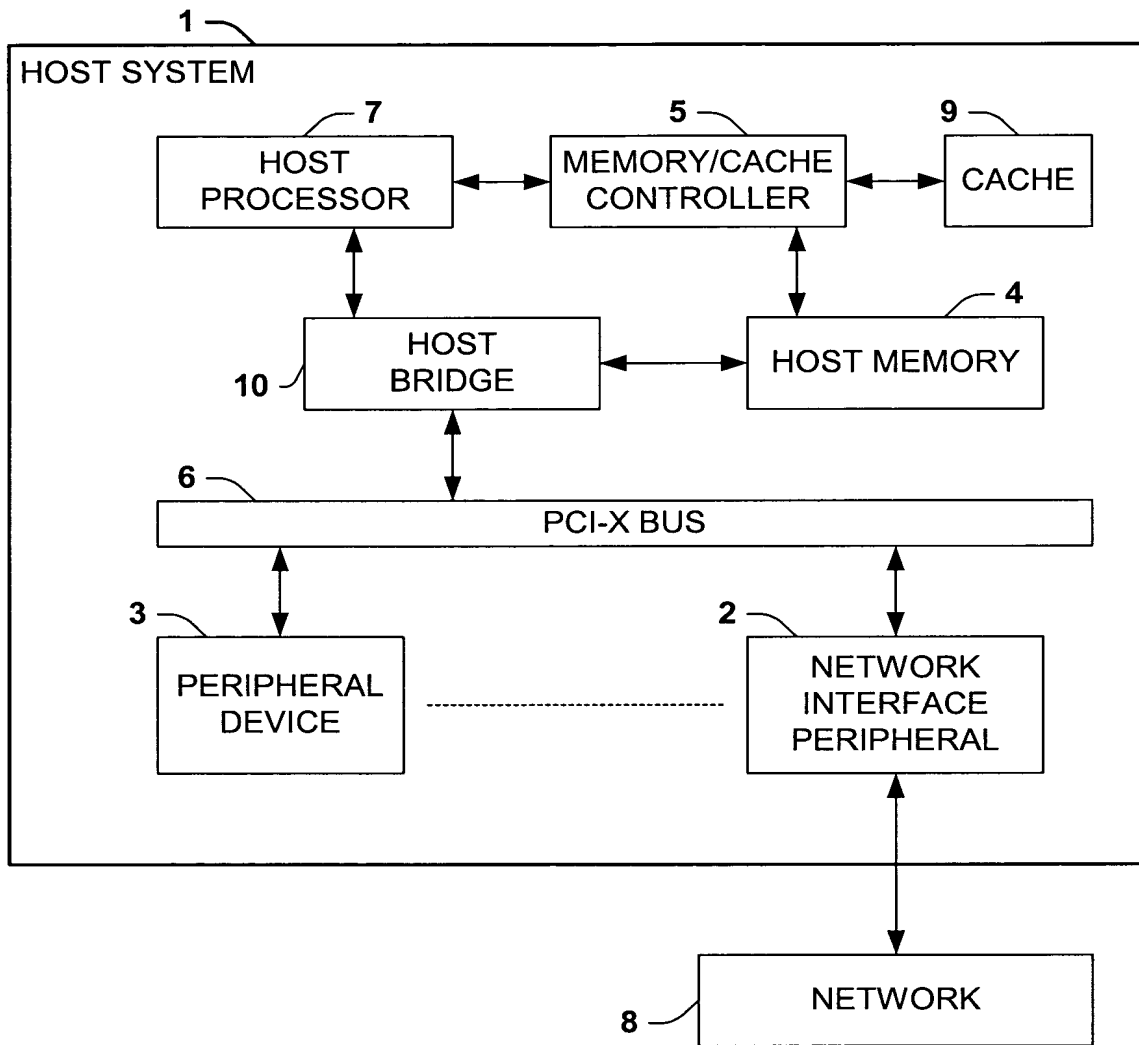 1
HOST SYSTEM
7
5
9
HOST
PROCESSOR
MEMORY/CACHE
CONTROLLER
CACHE
4
HOST
BRIDGE
10
HOST MEMORY
6
PCI-X BUS
3
2
PERIPHERAL
DEVICE
NETWORK
INTERFACE
PERIPHERAL
NETWORK
8